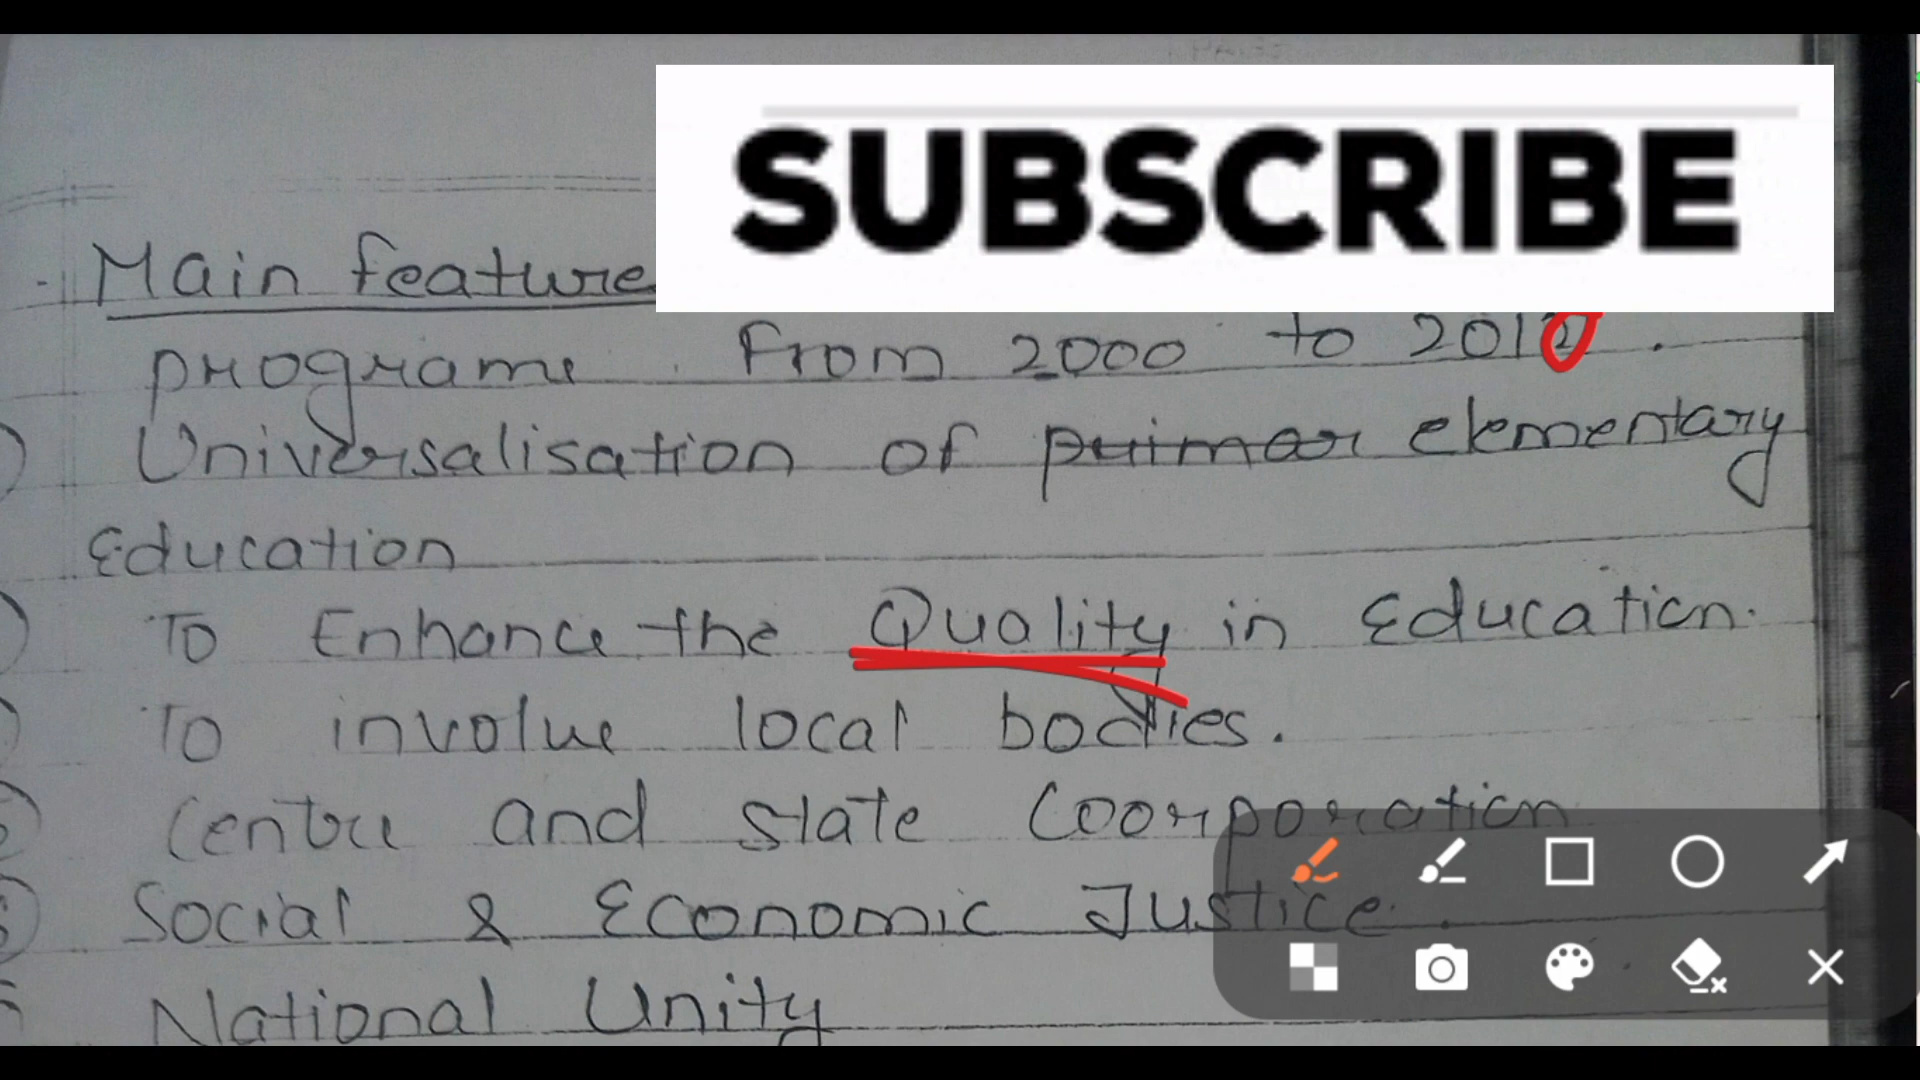 SUBSCRIBE
Main feature
programe from 2000 to 201
Universalisation of primar elementary
Education
To Enhance the Quality in Education.
To involve local bodies.
Centre and state Coorporation
Social & Economic Justice.
National Unity